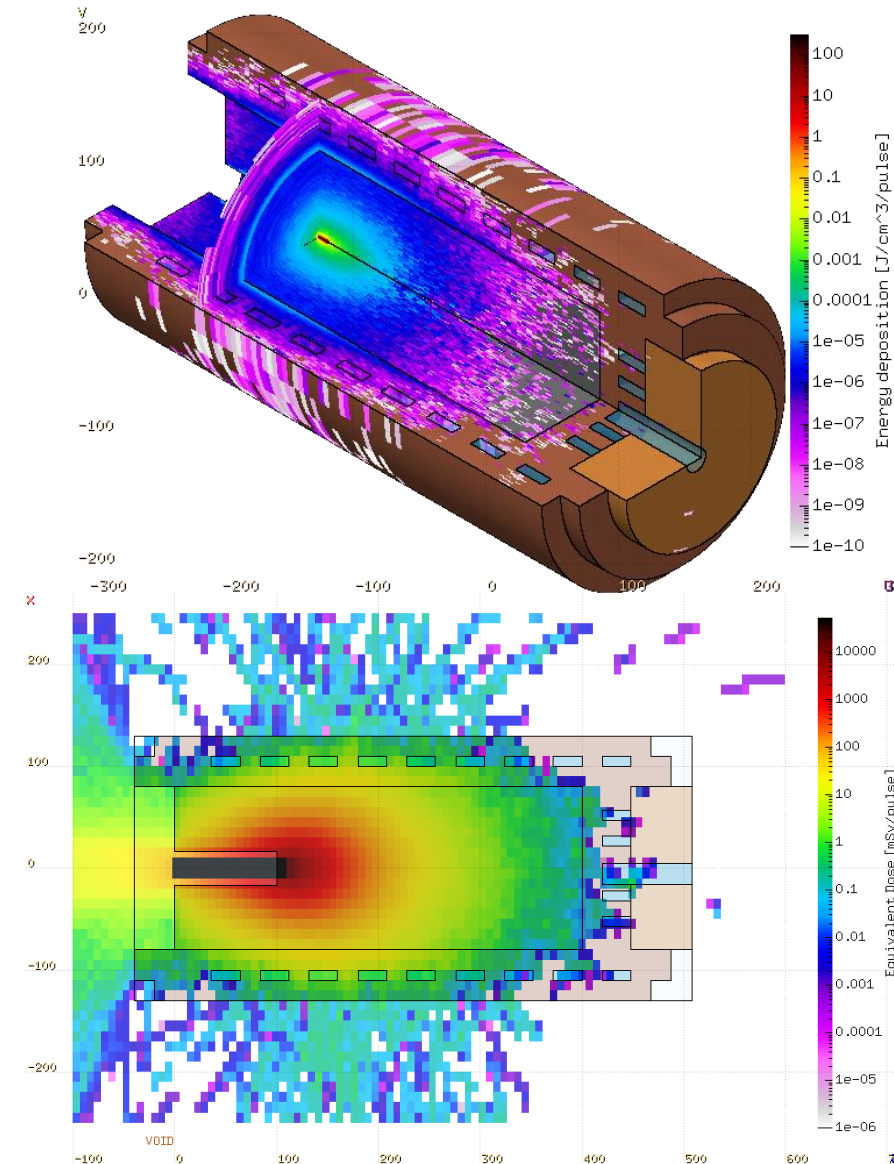 V
200
100
0
-100
-200
-300 -200 -100 0 100 200
100
10
1
0.1
0.01
0.001
0.0001
1e-05
1e-06
1e-07
1e-08
1e-09
1e-10
Energy deposition [J/cm^3/pulse]
X
200
100
0
-100
-200
VOID
-100 0 100 200 300 400 500 600
10000
1000
100
10
1
0.1
0.01
0.001
0.0001
1e-05
1e-06
Equivalent Dose [mSv/pulse]